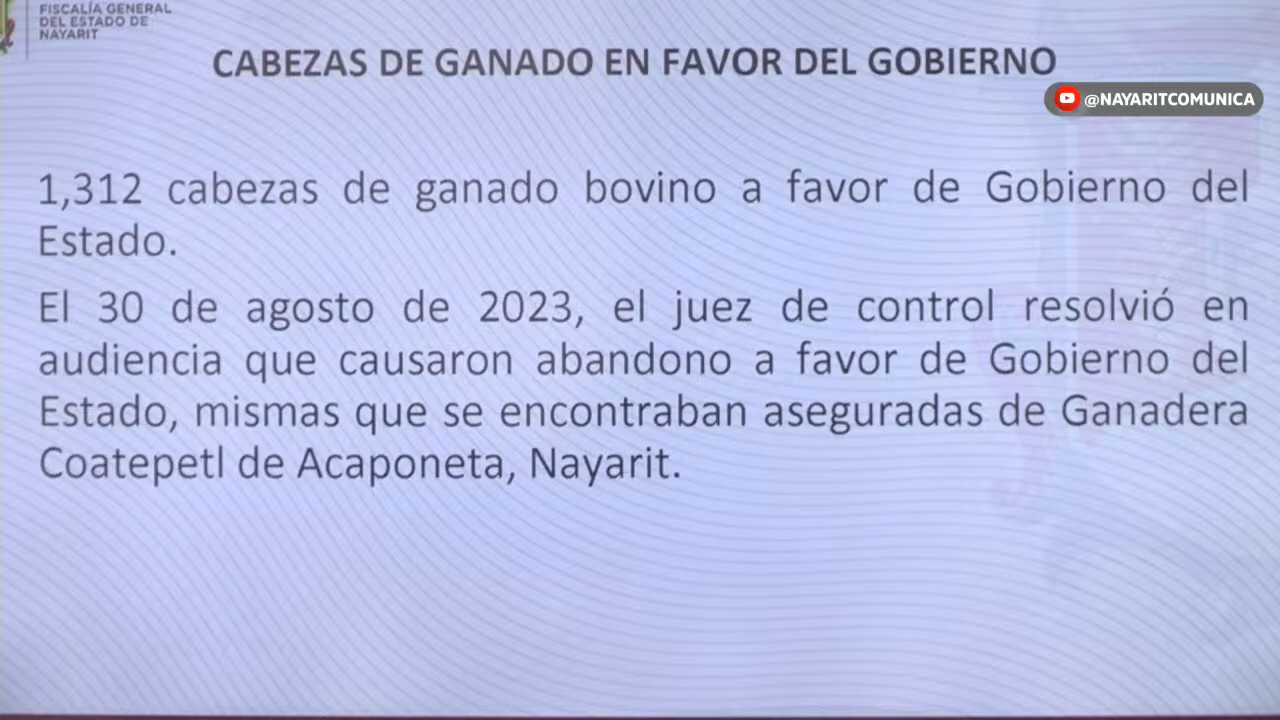 FISCALÍA GENERAL
DEL ESTADO DE
NAYARIT
CABEZAS DE GANADO EN FAVOR DEL GOBIERNO
@NAYARITCOMUNICA
1,312 cabezas de ganado bovino a favor de Gobierno del
Estado.
El 30 de agosto de 2023, el juez de control resolvió en
audiencia que causaron abandono a favor de Gobierno del
Estado, mismas que se encontraban aseguradas de Ganadera
Coatepetl de Acaponeta, Nayarit.